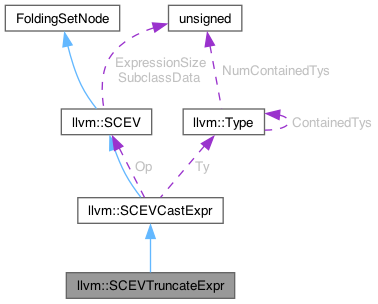 FoldingSetNode
unsigned
ExpressionSize
SubclassData
NumContainedTys
llvm::SCEV
llvm::Type
ContainedTys
Op
Ty
llvm::SCEVCastExpr
llvm::SCEVTruncateExpr